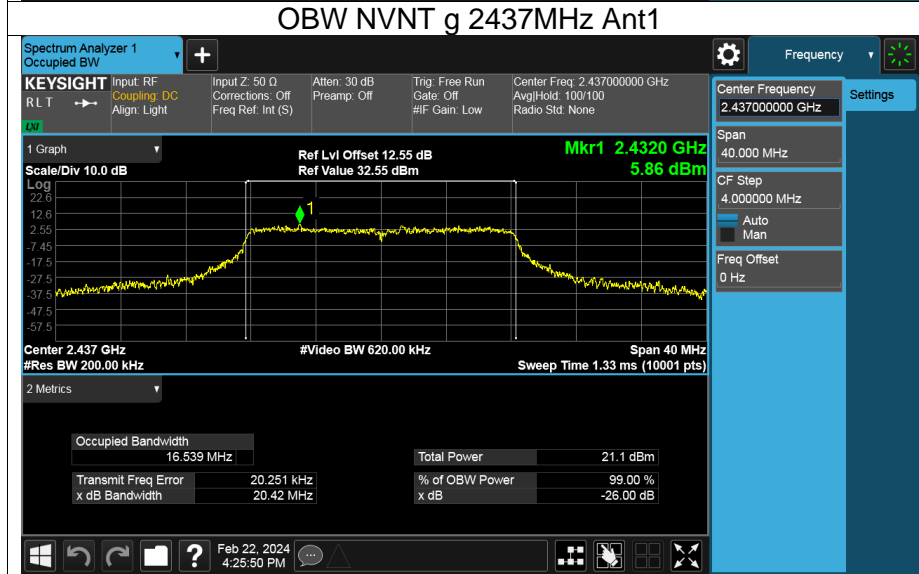 OBW NVNT g 2437MHz Ant1
Spectrum Analyzer 1
Occupied BW
+
Frequency
KEYSIGHT
RLT
LXI
Input: RF
Coupling: DC
Align: Light
Input Z: 50 Ω
Corrections: Off
Freq Ref: Int (S)
Atten: 30 dB
Preamp: Off
Trig: Free Run
Gate: Off
#IF Gain: Low
Center Freq: 2.437000000 GHz
Avg|Hold: 100/100
Radio Std: None
Center Frequency
2.437000000 GHz
Settings
Span
40.000 MHz
CF Step
4.000000 MHz
Auto
Man
Freq Offset
0 Hz
1 Graph
Scale/Div 10.0 dB
Ref Lvl Offset 12.55 dB
Ref Value 32.55 dBm
Mkr1 2.4320 GHz
5.86 dBm
Log
22.6
12.6
2.55
-7.45
-17.5
-27.5
-37.5
-47.5
-57.5
1
Center 2.437 GHz
#Res BW 200.00 kHz
#Video BW 620.00 kHz
Span 40 MHz
Sweep Time 1.33 ms (10001 pts)
2 Metrics
Occupied Bandwidth
16.539 MHz
Total Power 21.1 dBm
Transmit Freq Error 20.251 kHz
% of OBW Power 99.00 %
x dB Bandwidth 20.42 MHz
x dB -26.00 dB
?
Feb 22, 2024
4:25:50 PM